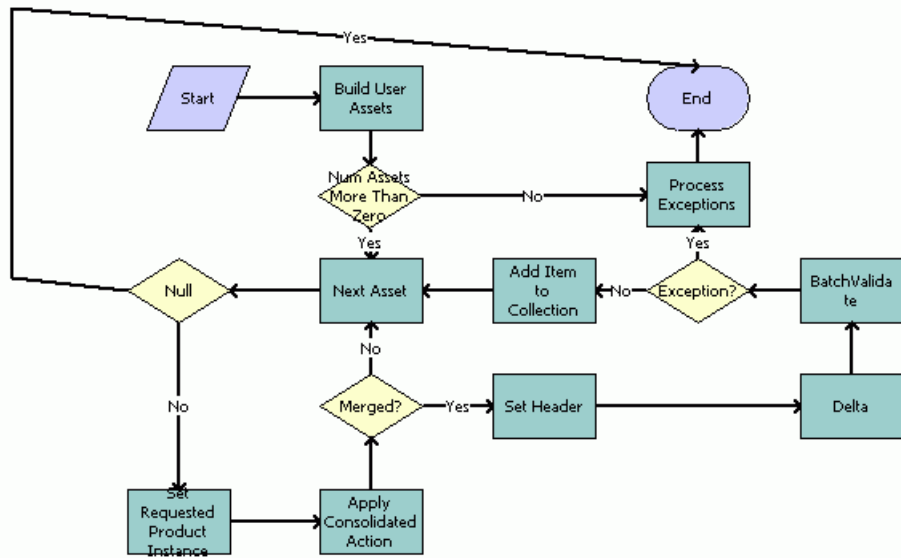 Yes
Start
Build User
Assets
End
Num Assets
More Than
Zero
No
Process
Exceptions
Yes
Yes
Null
Next Asset
Add Item
to
Collection
No
Exception?
BatchValida
te
No
No
Merged?
Yes
Set Header
Delta
Set
Requested
Product
Instance
Apply
Consolidated
Action